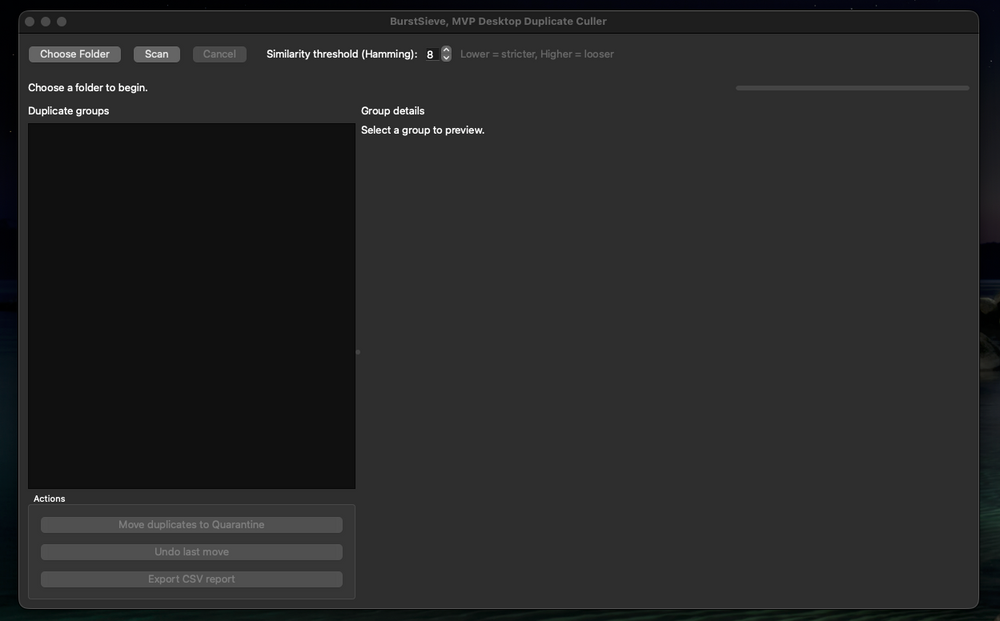 BurstSieve, MVP Desktop Duplicate Culler
Choose Folder Scan Cancel Similarity threshold (Hamming): 8 Lower = stricter, Higher = looser
Choose a folder to begin.
Duplicate groups Group details
Select a group to preview.
Actions
Move duplicates to Quarantine
Undo last move
Export CSV report